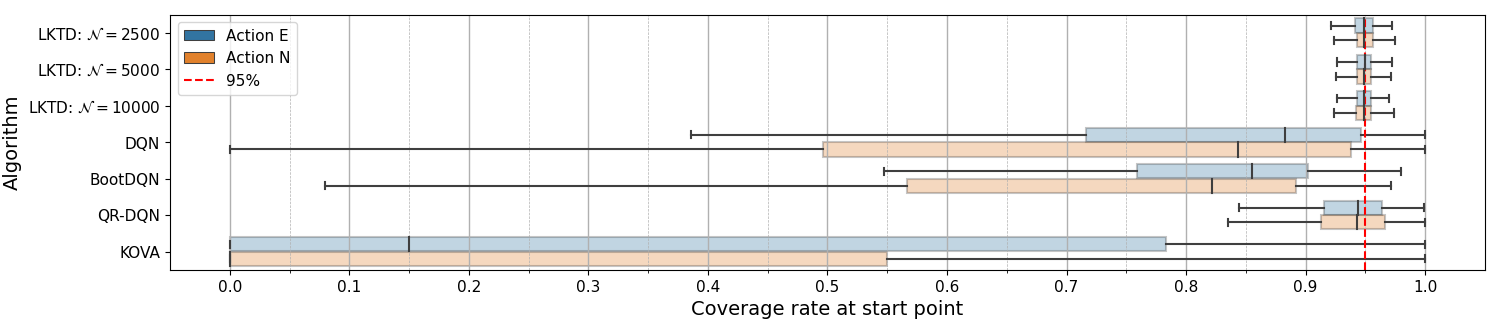 Algorithm
LKTD: 𝒩 = 2500
LKTD: 𝒩 = 5000
LKTD: 𝒩 = 10000
DQN
BootDQN
QR-DQN
KOVA
Action E
Action N
95%
0.0 0.1 0.2 0.3 0.4 0.5 0.6 0.7 0.8 0.9 1.0
Coverage rate at start point